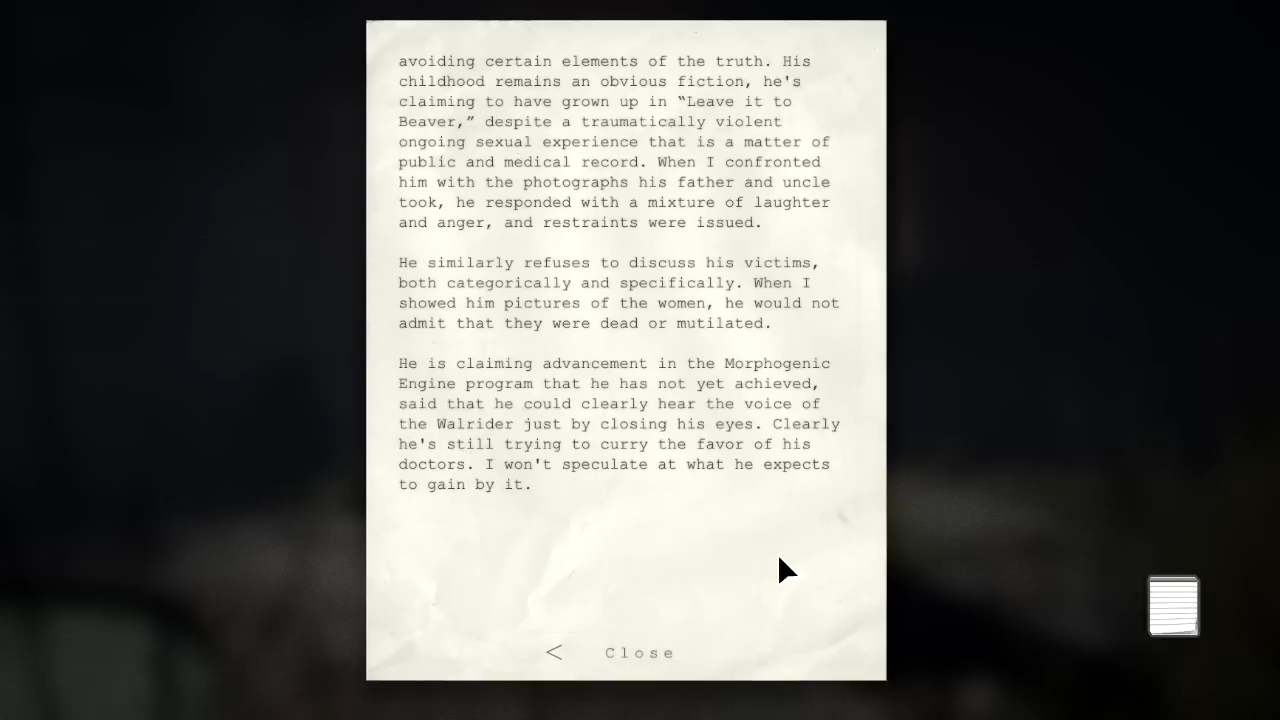 avoiding certain elements of the truth. His
childhood remains an obvious fiction, he's
claiming to have grown up in “Leave it to
Beaver,” despite a traumatically violent
ongoing sexual experience that is a matter of
public and medical record. When I confronted
him with the photographs his father and uncle
took, he responded with a mixture of laughter
and anger, and restraints were issued.
He similarly refuses to discuss his victims,
both categorically and specifically. When I
showed him pictures of the women, he would not
admit that they were dead or mutilated.
He is claiming advancement in the Morphogenic
Engine program that he has not yet achieved,
said that he could clearly hear the voice of
the Walrider just by closing his eyes. Clearly
he's still trying to curry the favor of his
doctors. I won't speculate at what he expects
to gain by it.
< Close